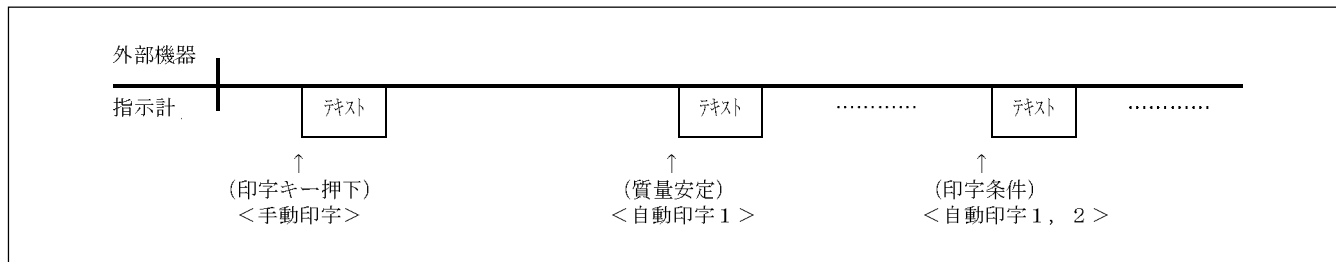 外部機器
指示計
テキスト テキスト ………… テキスト …………
↑ ↑ ↑
(印字キー押下) (質量安定) (印字条件)
<手動印字> <自動印字1> <自動印字1,2>